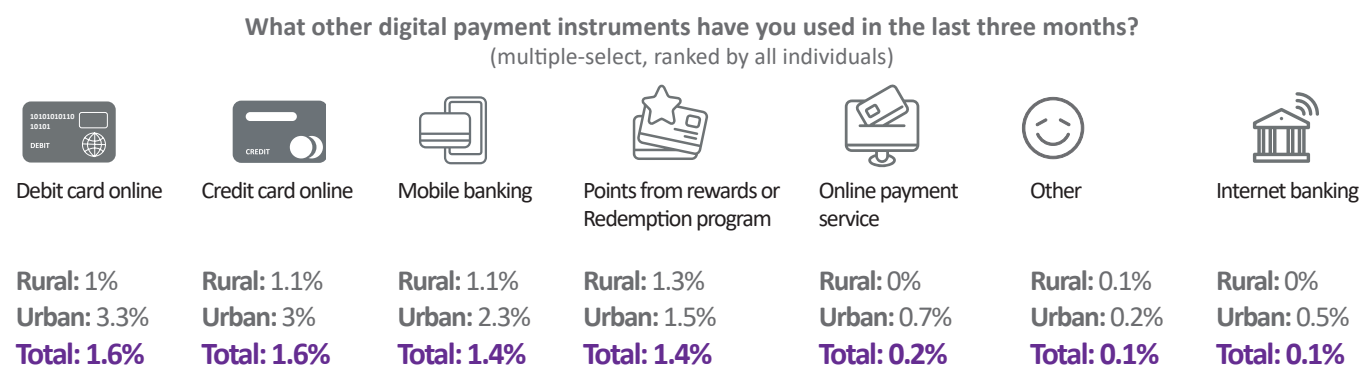 What other digital payment instruments have you used in the last three months?
(multiple-select, ranked by all individuals)
10101010110
10101
DEBIT
CREDIT
Debit card online
Credit card online
Mobile banking
Points from rewards or
Redemption program
Online payment
service
Other
Internet banking
Rural: 1%
Urban: 3.3%
Total: 1.6%
Rural: 1.1%
Urban: 3%
Total: 1.6%
Rural: 1.1%
Urban: 2.3%
Total: 1.4%
Rural: 1.3%
Urban: 1.5%
Total: 1.4%
Rural: 0%
Urban: 0.7%
Total: 0.2%
Rural: 0.1%
Urban: 0.2%
Total: 0.1%
Rural: 0%
Urban: 0.5%
Total: 0.1%